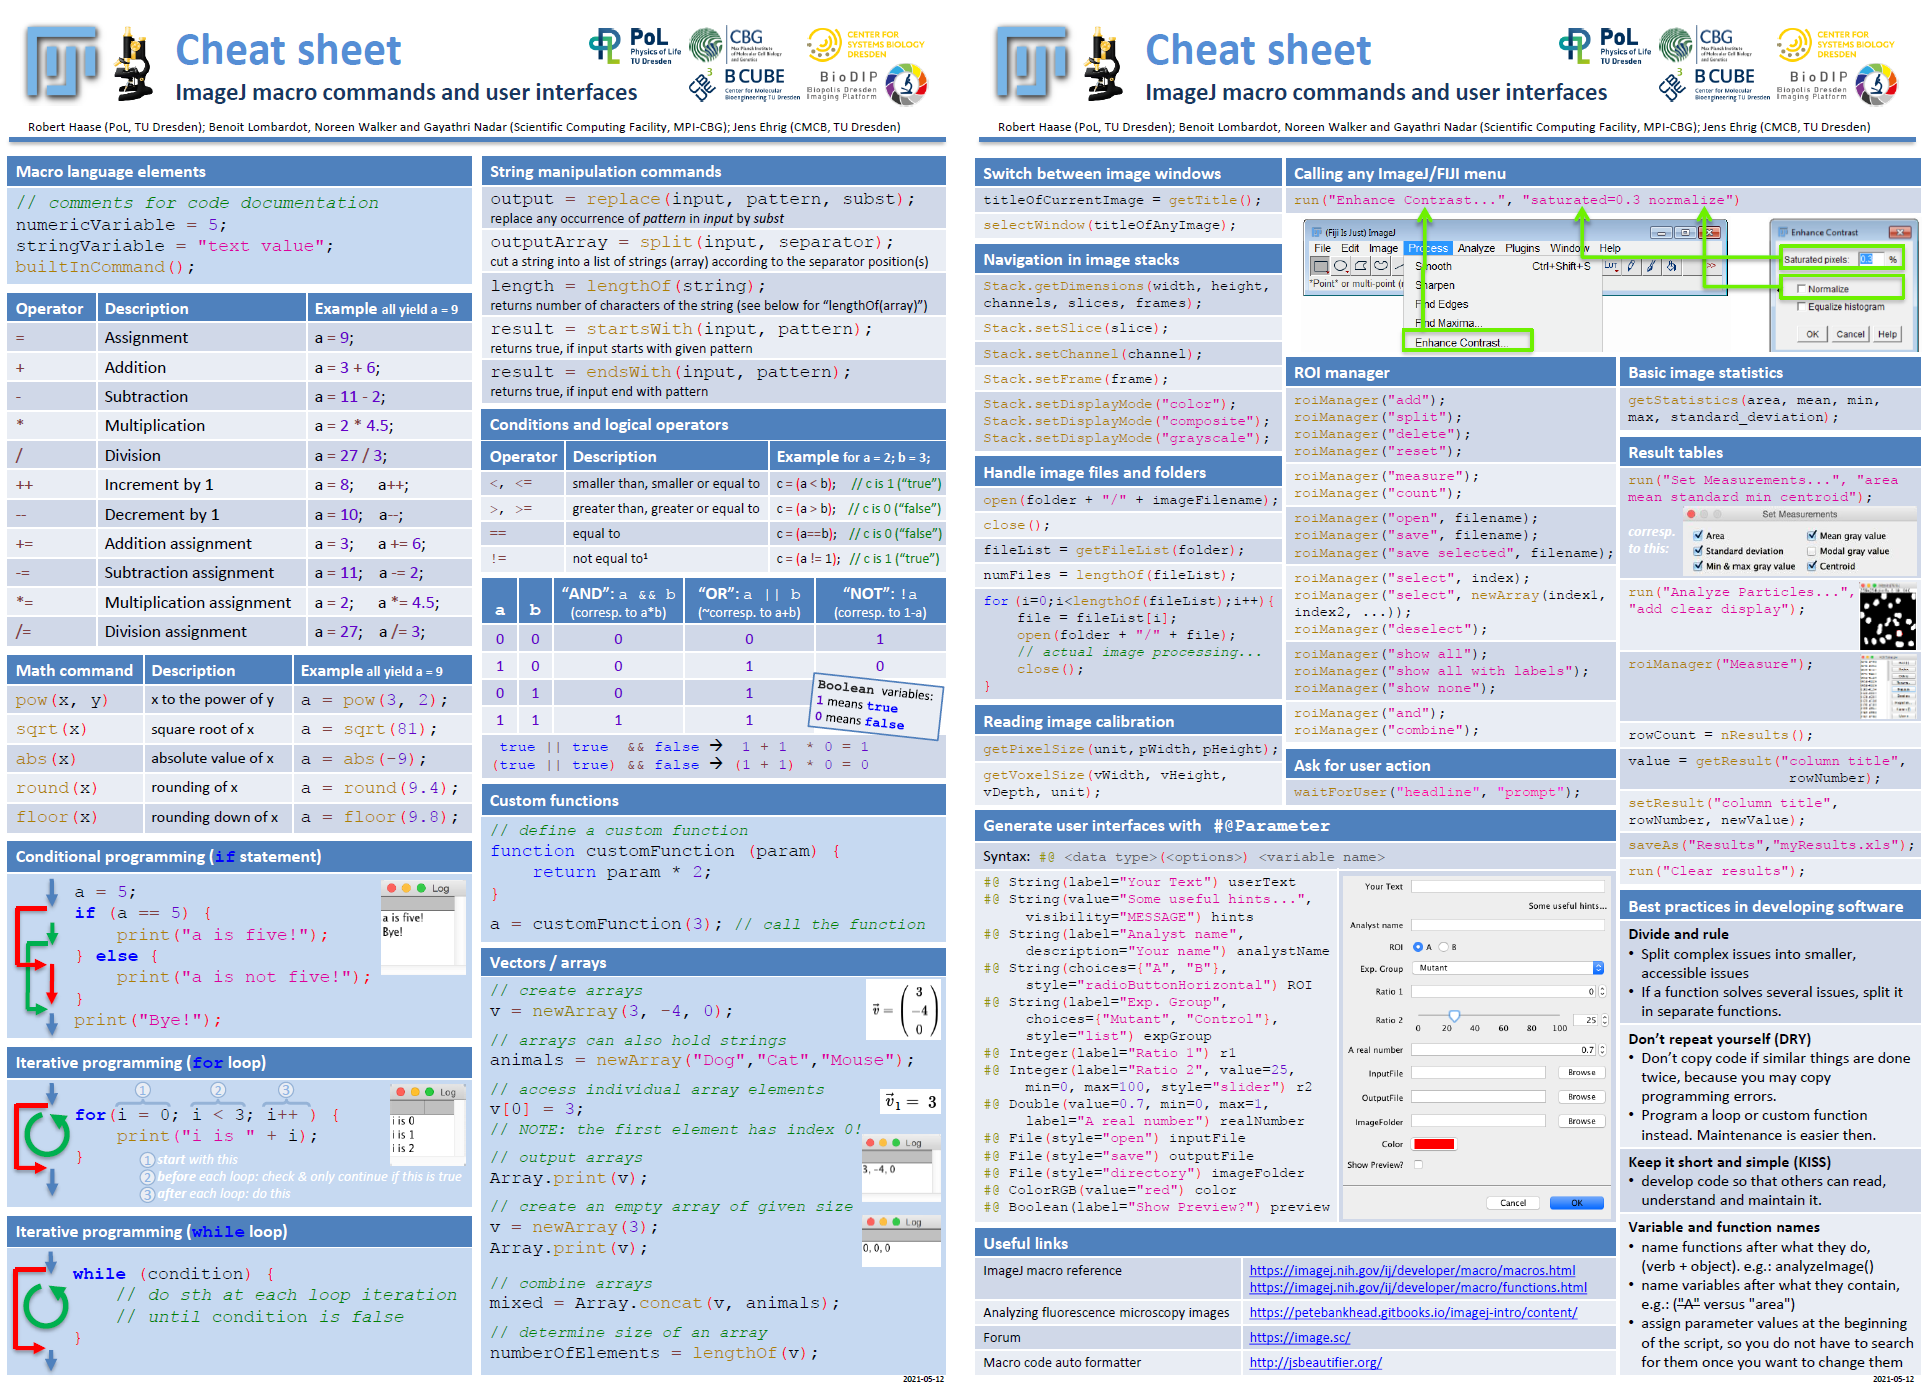 Cheat sheet
ImageJ macro commands and user interfaces
PoL
Physics of Life
TU Dresden
CBG
Max Planck Institute
of Molecular Cell Biology
and Genetics
CENTER FOR
SYSTEMS BIOLOGY
DRESDEN
B CUBE
Center for Molecular
Bioengineering TU Dresden
BioDIP
Biopolis Dresden
Imaging Platform
Robert Haase (PoL, TU Dresden); Benoit Lombardot, Noreen Walker and Gayathri Nadar (Scientific Computing Facility, MPI-CBG); Jens Ehrig (CMCB, TU Dresden)
Macro language elements
// comments for code documentation
numericVariable = 5;
stringVariable = "text value";
builtInCommand();
Operator Description Example all yield a = 9
= Assignment a = 9;
+ Addition a = 3 + 6;
- Subtraction a = 11 - 2;
* Multiplication a = 2 * 4.5;
/ Division a = 27 / 3;
++ Increment by 1 a = 8; a++;
-- Decrement by 1 a = 10; a--;
+= Addition assignment a = 3; a += 6;
-= Subtraction assignment a = 11; a -= 2;
*= Multiplication assignment a = 2; a *= 4.5;
/= Division assignment a = 27; a /= 3;
Math command Description Example all yield a = 9
pow(x, y) x to the power of y a = pow(3, 2);
sqrt(x) square root of x a = sqrt(81);
abs(x) absolute value of x a = abs(-9);
round(x) rounding of x a = round(9.4);
floor(x) rounding down of x a = floor(9.8);
Conditional programming (if statement)
a = 5;
if (a == 5) {
print("a is five!");
} else {
print("a is not five!");
}
print("Bye!");
Log
a is five!
Bye!
Iterative programming (for loop)
1 2 3
for(i = 0; i < 3; i++ ) {
print("i is " + i);
}
Log
i is 0
i is 1
i is 2
1 start with this
2 before each loop: check & only continue if this is true
3 after each loop: do this
Iterative programming (while loop)
while (condition) {
// do sth at each loop iteration
// until condition is false
}
String manipulation commands
output = replace(input, pattern, subst);
replace any occurrence of pattern in input by subst
outputArray = split(input, separator);
cut a string into a list of strings (array) according to the separator position(s)
length = lengthOf(string);
returns number of characters of the string (see below for “lengthOf(array)”)
result = startsWith(input, pattern);
returns true, if input starts with given pattern
result = endsWith(input, pattern);
returns true, if input end with pattern
Conditions and logical operators
Operator Description Example for a = 2; b = 3;
<, <= smaller than, smaller or equal to c = (a < b); // c is 1 (“true”)
>, >= greater than, greater or equal to c = (a > b); // c is 0 (“false”)
== equal to c = (a==b); // c is 0 (“false”)
!= not equal to¹ c = (a != 1); // c is 1 (“true”)
a b “AND”: a && b “OR”: a || b “NOT”: !a
(corresp. to a*b) (~corresp. to a+b) (corresp. to 1-a)
0 0 0 0 1
1 0 0 1 0
0 1 0 1
1 1 1 1
Boolean variables:
1 means true
0 means false
true || true && false → 1 + 1 * 0 = 1
(true || true) && false → (1 + 1) * 0 = 0
Custom functions
// define a custom function
function customFunction (param) {
return param * 2;
}
a = customFunction(3); // call the function
Vectors / arrays
// create arrays
v = newArray(3, -4, 0);
v⃗ = ( 3 -4 0 )
// arrays can also hold strings
animals = newArray("Dog","Cat","Mouse");
// access individual array elements
v[0] = 3;
v⃗₁ = 3
// NOTE: the first element has index 0!
// output arrays
Array.print(v);
Log
3, -4, 0
// create an empty array of given size
v = newArray(3);
Array.print(v);
Log
0, 0, 0
// combine arrays
mixed = Array.concat(v, animals);
// determine size of an array
numberOfElements = lengthOf(v);
2021-05-12
Cheat sheet
ImageJ macro commands and user interfaces
PoL
Physics of Life
TU Dresden
CBG
Max Planck Institute
of Molecular Cell Biology
and Genetics
CENTER FOR
SYSTEMS BIOLOGY
DRESDEN
B CUBE
Center for Molecular
Bioengineering TU Dresden
BioDIP
Biopolis Dresden
Imaging Platform
Robert Haase (PoL, TU Dresden); Benoit Lombardot, Noreen Walker and Gayathri Nadar (Scientific Computing Facility, MPI-CBG); Jens Ehrig (CMCB, TU Dresden)
Switch between image windows
titleOfCurrentImage = getTitle();
selectWindow(titleOfAnyImage);
Navigation in image stacks
Stack.getDimensions(width, height,
channels, slices, frames);
Stack.setSlice(slice);
Stack.setChannel(channel);
Stack.setFrame(frame);
Stack.setDisplayMode("color");
Stack.setDisplayMode("composite");
Stack.setDisplayMode("grayscale");
Handle image files and folders
open(folder + "/" + imageFilename);
close();
fileList = getFileList(folder);
numFiles = lengthOf(fileList);
for (i=0;i<lengthOf(fileList);i++){
file = fileList[i];
open(folder + "/" + file);
// actual image processing...
close();
}
Reading image calibration
getPixelSize(unit, pWidth, pHeight);
getVoxelSize(vWidth, vHeight,
vDepth, unit);
Calling any ImageJ/FIJI menu
run("Enhance Contrast...", "saturated=0.3 normalize")
(Fiji Is Just) ImageJ
File Edit Image Process Analyze Plugins Window Help
Smooth Ctrl+Shift+S
Sharpen
Find Edges
Find Maxima...
Enhance Contrast...
*Point* or multi-point (r
LUT
>>
Enhance Contrast
Saturated pixels: 0.3 %
Normalize
Equalize histogram
OK Cancel Help
ROI manager
roiManager("add");
roiManager("split");
roiManager("delete");
roiManager("reset");
roiManager("measure");
roiManager("count");
roiManager("open", filename);
roiManager("save", filename);
roiManager("save selected", filename);
roiManager("select", index);
roiManager("select", newArray(index1,
index2, ...));
roiManager("deselect");
roiManager("show all");
roiManager("show all with labels");
roiManager("show none");
roiManager("and");
roiManager("combine");
Ask for user action
waitForUser("headline", "prompt");
Basic image statistics
getStatistics(area, mean, min,
max, standard_deviation);
Result tables
run("Set Measurements...", "area
mean standard min centroid");
corresp.
to this:
Set Measurements
Area Mean gray value
Standard deviation Modal gray value
Min & max gray value Centroid
run("Analyze Particles...",
"add clear display");
roiManager("Measure");
rowCount = nResults();
value = getResult("column title",
rowNumber);
setResult("column title",
rowNumber, newValue);
saveAs("Results","myResults.xls");
run("Clear results");
Generate user interfaces with #@Parameter
Syntax: #@ <data type>(<options>) <variable name>
#@ String(label="Your Text") userText
#@ String(value="Some useful hints...",
visibility="MESSAGE") hints
#@ String(label="Analyst name",
description="Your name") analystName
#@ String(choices={"A", "B"},
style="radioButtonHorizontal") ROI
#@ String(label="Exp. Group",
choices={"Mutant", "Control"},
style="list") expGroup
#@ Integer(label="Ratio 1") r1
#@ Integer(label="Ratio 2", value=25,
min=0, max=100, style="slider") r2
#@ Double(value=0.7, min=0, max=1,
label="A real number") realNumber
#@ File(style="open") inputFile
#@ File(style="save") outputFile
#@ File(style="directory") imageFolder
#@ ColorRGB(value="red") color
#@ Boolean(label="Show Preview?") preview
Your Text
Some useful hints...
Analyst name
ROI A B
Exp. Group Mutant
Ratio 1 0
Ratio 2 0 20 40 60 80 100 25
A real number 0.7
InputFile Browse
OutputFile Browse
ImageFolder Browse
Color
Show Preview?
Cancel OK
Useful links
ImageJ macro reference https://imagej.nih.gov/ij/developer/macro/macros.html
https://imagej.nih.gov/ij/developer/macro/functions.html
Analyzing fluorescence microscopy images https://petebankhead.gitbooks.io/imagej-intro/content/
Forum https://image.sc/
Macro code auto formatter http://jsbeautifier.org/
Best practices in developing software
Divide and rule
• Split complex issues into smaller,
accessible issues
• If a function solves several issues, split it
in separate functions.
Don’t repeat yourself (DRY)
• Don’t copy code if similar things are done
twice, because you may copy
programming errors.
• Program a loop or custom function
instead. Maintenance is easier then.
Keep it short and simple (KISS)
• develop code so that others can read,
understand and maintain it.
Variable and function names
• name functions after what they do,
(verb + object). e.g.: analyzeImage()
• name variables after what they contain,
e.g.: ("A" versus "area")
• assign parameter values at the beginning
of the script, so you do not have to search
for them once you want to change them
2021-05-12